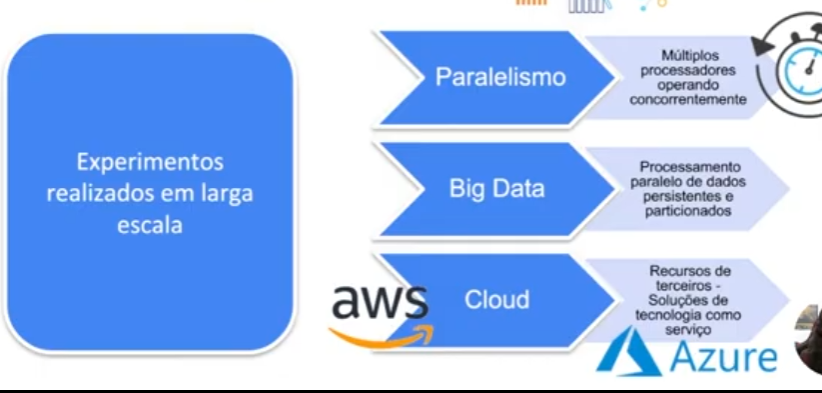 Experimentos
realizados em larga
escala
Paralelismo
Múltiplos
processadores
operando
concorrentemente
Big Data
Processamento
paralelo de dados
persistentes e
particionados
aws
Cloud
Recursos de
terceiros -
Soluções de
tecnologia como
serviço
Azure